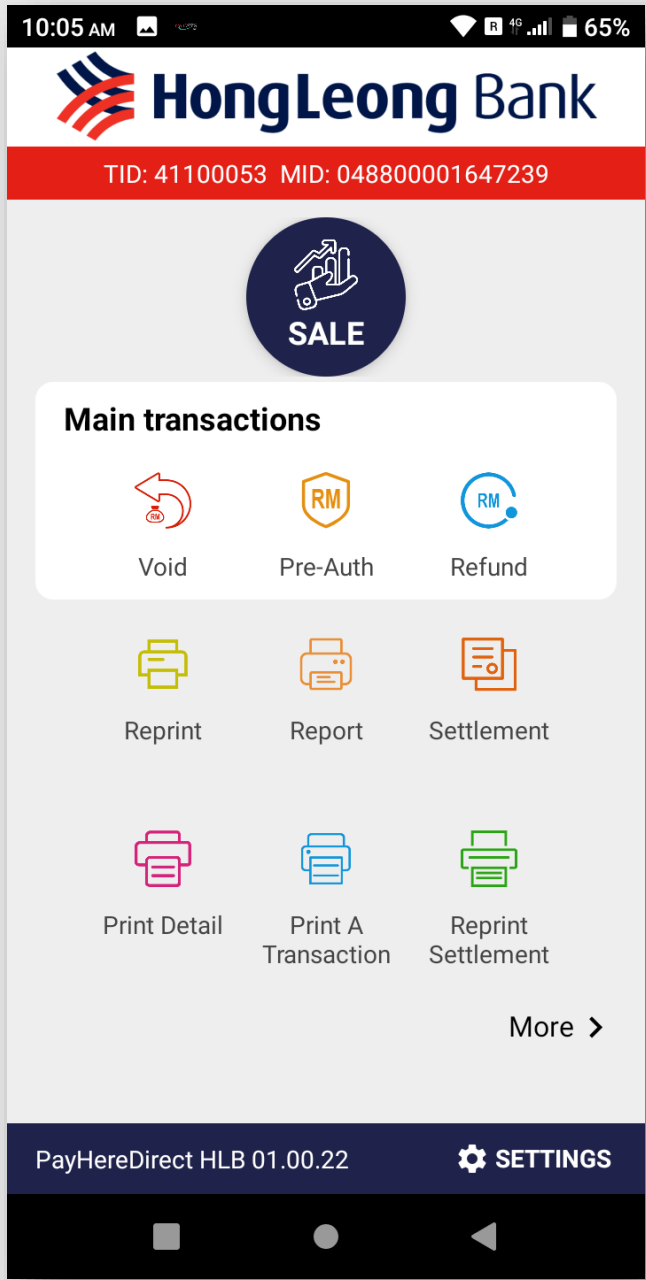 10:05 AM R 4G 65%
HongLeong Bank
TID: 41100053 MID: 048800001647239
SALE
Main transactions
RM RM RM
Void Pre-Auth Refund
Reprint Report Settlement
Print Detail Print A Reprint
Transaction Settlement
More
PayHereDirect HLB 01.00.22 SETTINGS